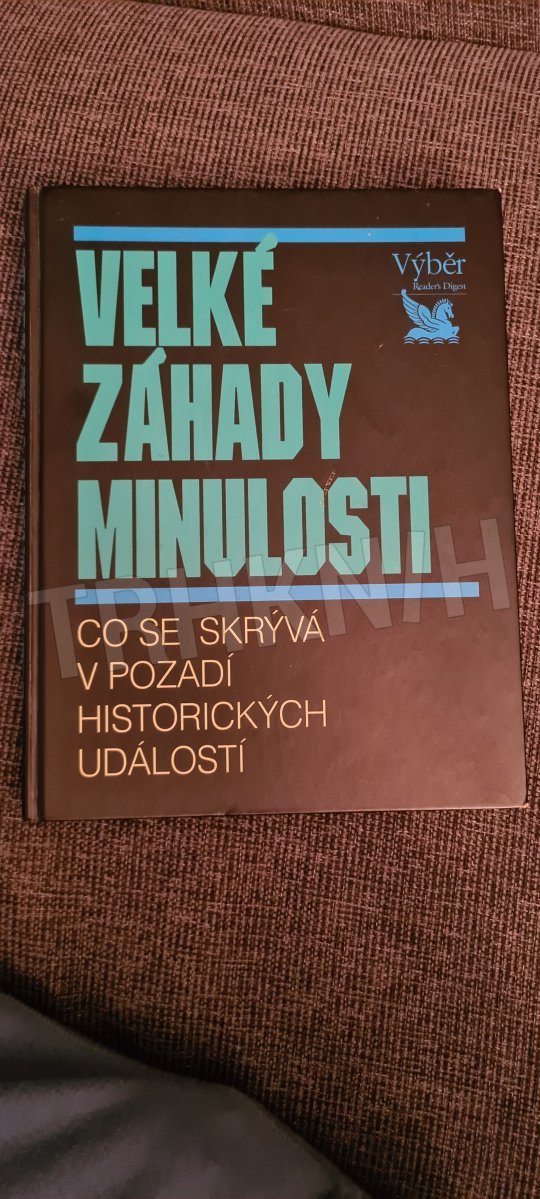 VELKÉ
ZÁHADY
MINULOSTI
Výběr
Reader's Digest
TRHKNIH
CO SE SKRÝVÁ
V POZADÍ
HISTORICKÝCH
UDÁLOSTÍ